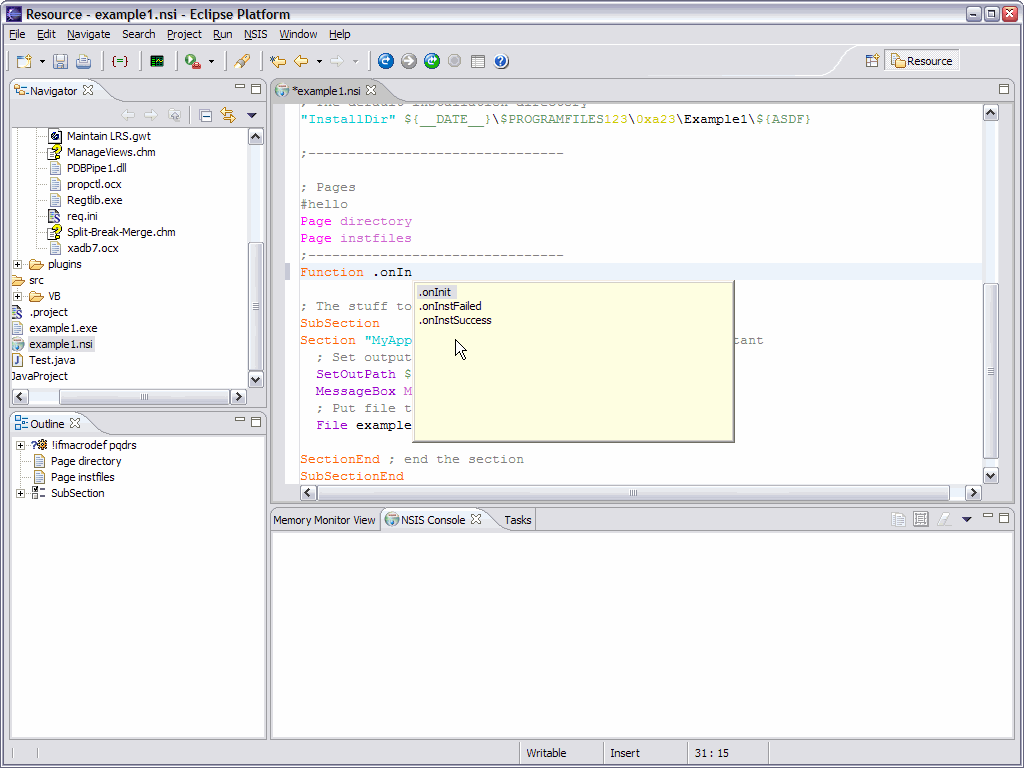 Resource - example1.nsi - Eclipse Platform
File Edit Navigate Search Project Run NSIS Window Help
Resource
Navigator
Maintain LRS.gwt
ManageViews.chm
PDBPipe1.dll
propctl.ocx
Regtlib.exe
req.ini
Split-Break-Merge.chm
xadb7.ocx
plugins
src
VB
.project
example1.exe
example1.nsi
Test.java
JavaProject
Outline
!ifmacrodef pqdrs
Page directory
Page instfiles
SubSection
*example1.nsi
; The default installation directory
"InstallDir" ${__DATE__}\$PROGRAMFILES123\0xa23\Example1\${ASDF}
;--------------------------------
; Pages
#hello
Page directory
Page instfiles
;--------------------------------
Function .onIn
.onInit
.onInstFailed
.onInstSuccess
; The stuff to
SubSection
Section "MyApp tant
; Set output
SetOutPath $
MessageBox M
; Put file t
File example
SectionEnd ; end the section
SubSectionEnd
Memory Monitor View NSIS Console Tasks
Writable Insert 31 : 15